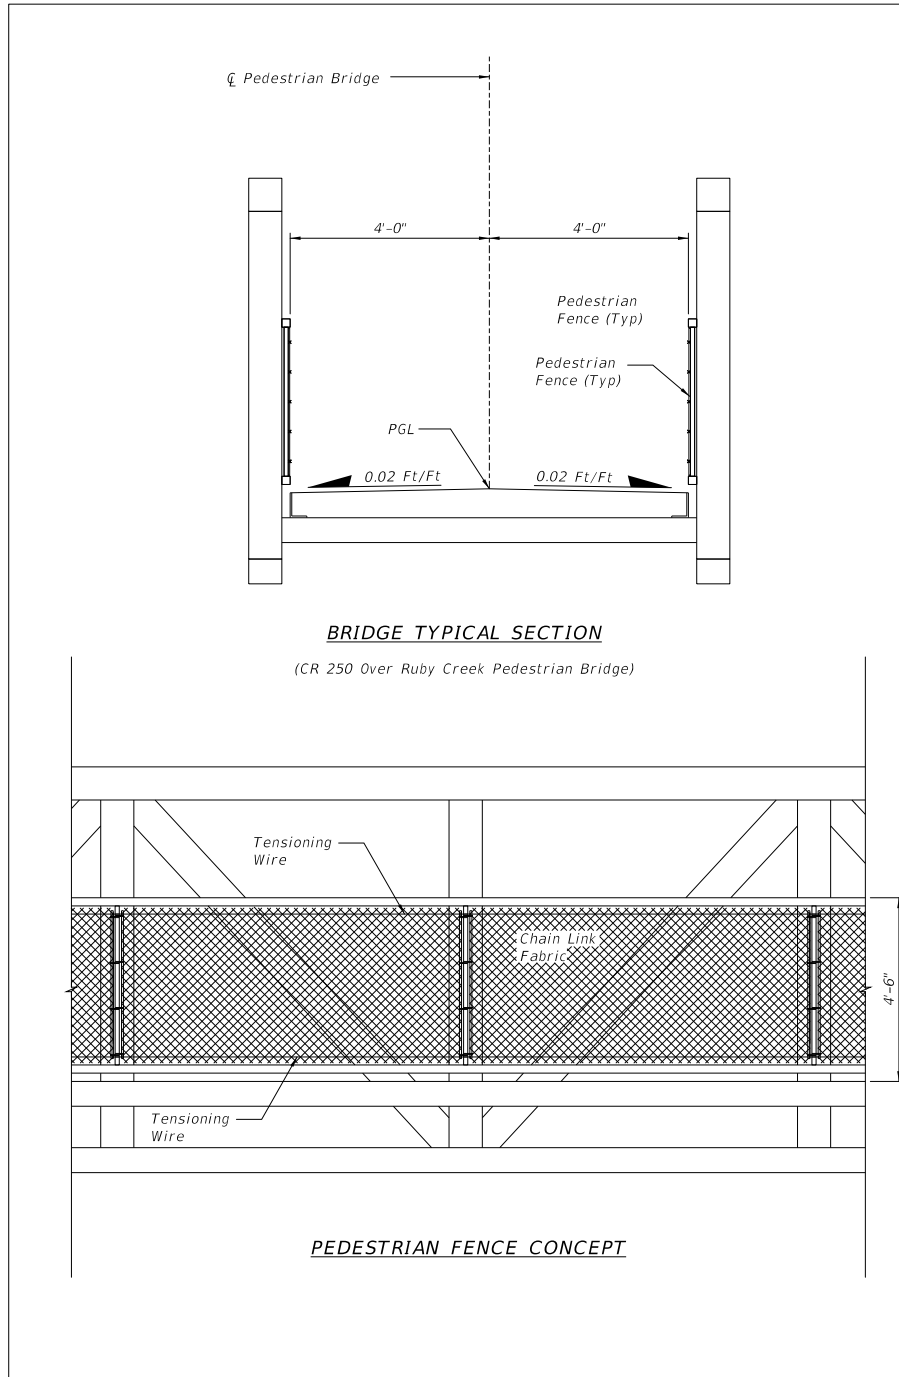 ℄ Pedestrian Bridge
4'-0"
4'-0"
Pedestrian
Fence (Typ)
Pedestrian
Fence (Typ)
PGL
0.02 Ft/Ft
0.02 Ft/Ft
BRIDGE TYPICAL SECTION
(CR 250 Over Ruby Creek Pedestrian Bridge)
Tensioning
Wire
Chain Link
Fabric
4'-6"
Tensioning
Wire
PEDESTRIAN FENCE CONCEPT